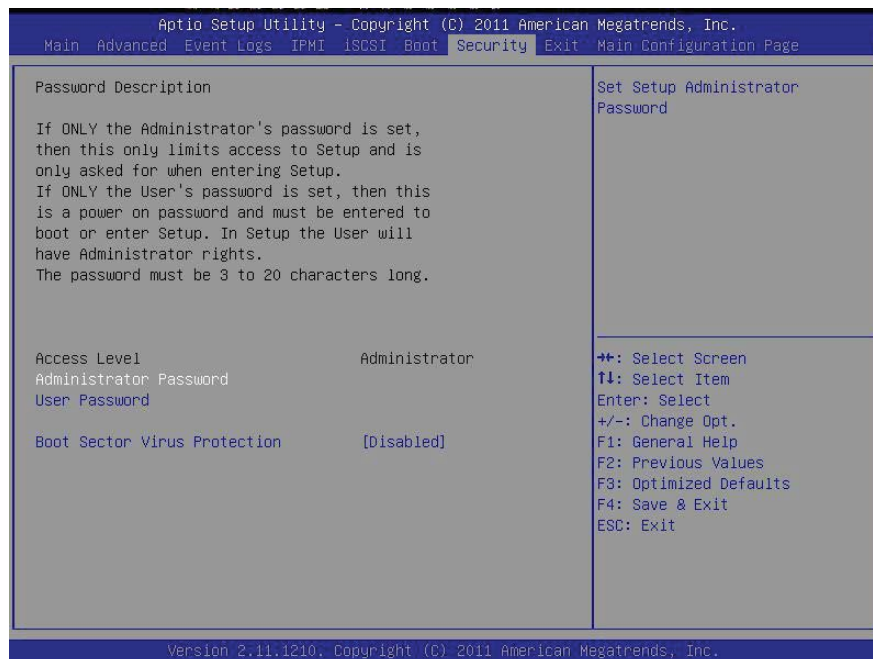 Aptio Setup Utility – Copyright (C) 2011 American Megatrends, Inc.
Main Advanced Event Logs IPMI iSCSI Boot Security Exit Main Configuration Page
Password Description
If ONLY the Administrator's password is set,
then this only limits access to Setup and is
only asked for when entering Setup.
If ONLY the User's password is set, then this
is a power on password and must be entered to
boot or enter Setup. In Setup the User will
have Administrator rights.
The password must be 3 to 20 characters long.
Access Level Administrator
Administrator Password
User Password
Boot Sector Virus Protection [Disabled]
Set Setup Administrator
Password
→←: Select Screen
↑↓: Select Item
Enter: Select
+/-: Change Opt.
F1: General Help
F2: Previous Values
F3: Optimized Defaults
F4: Save & Exit
ESC: Exit
Version 2.11.1210. Copyright (C) 2011 American Megatrends, Inc.